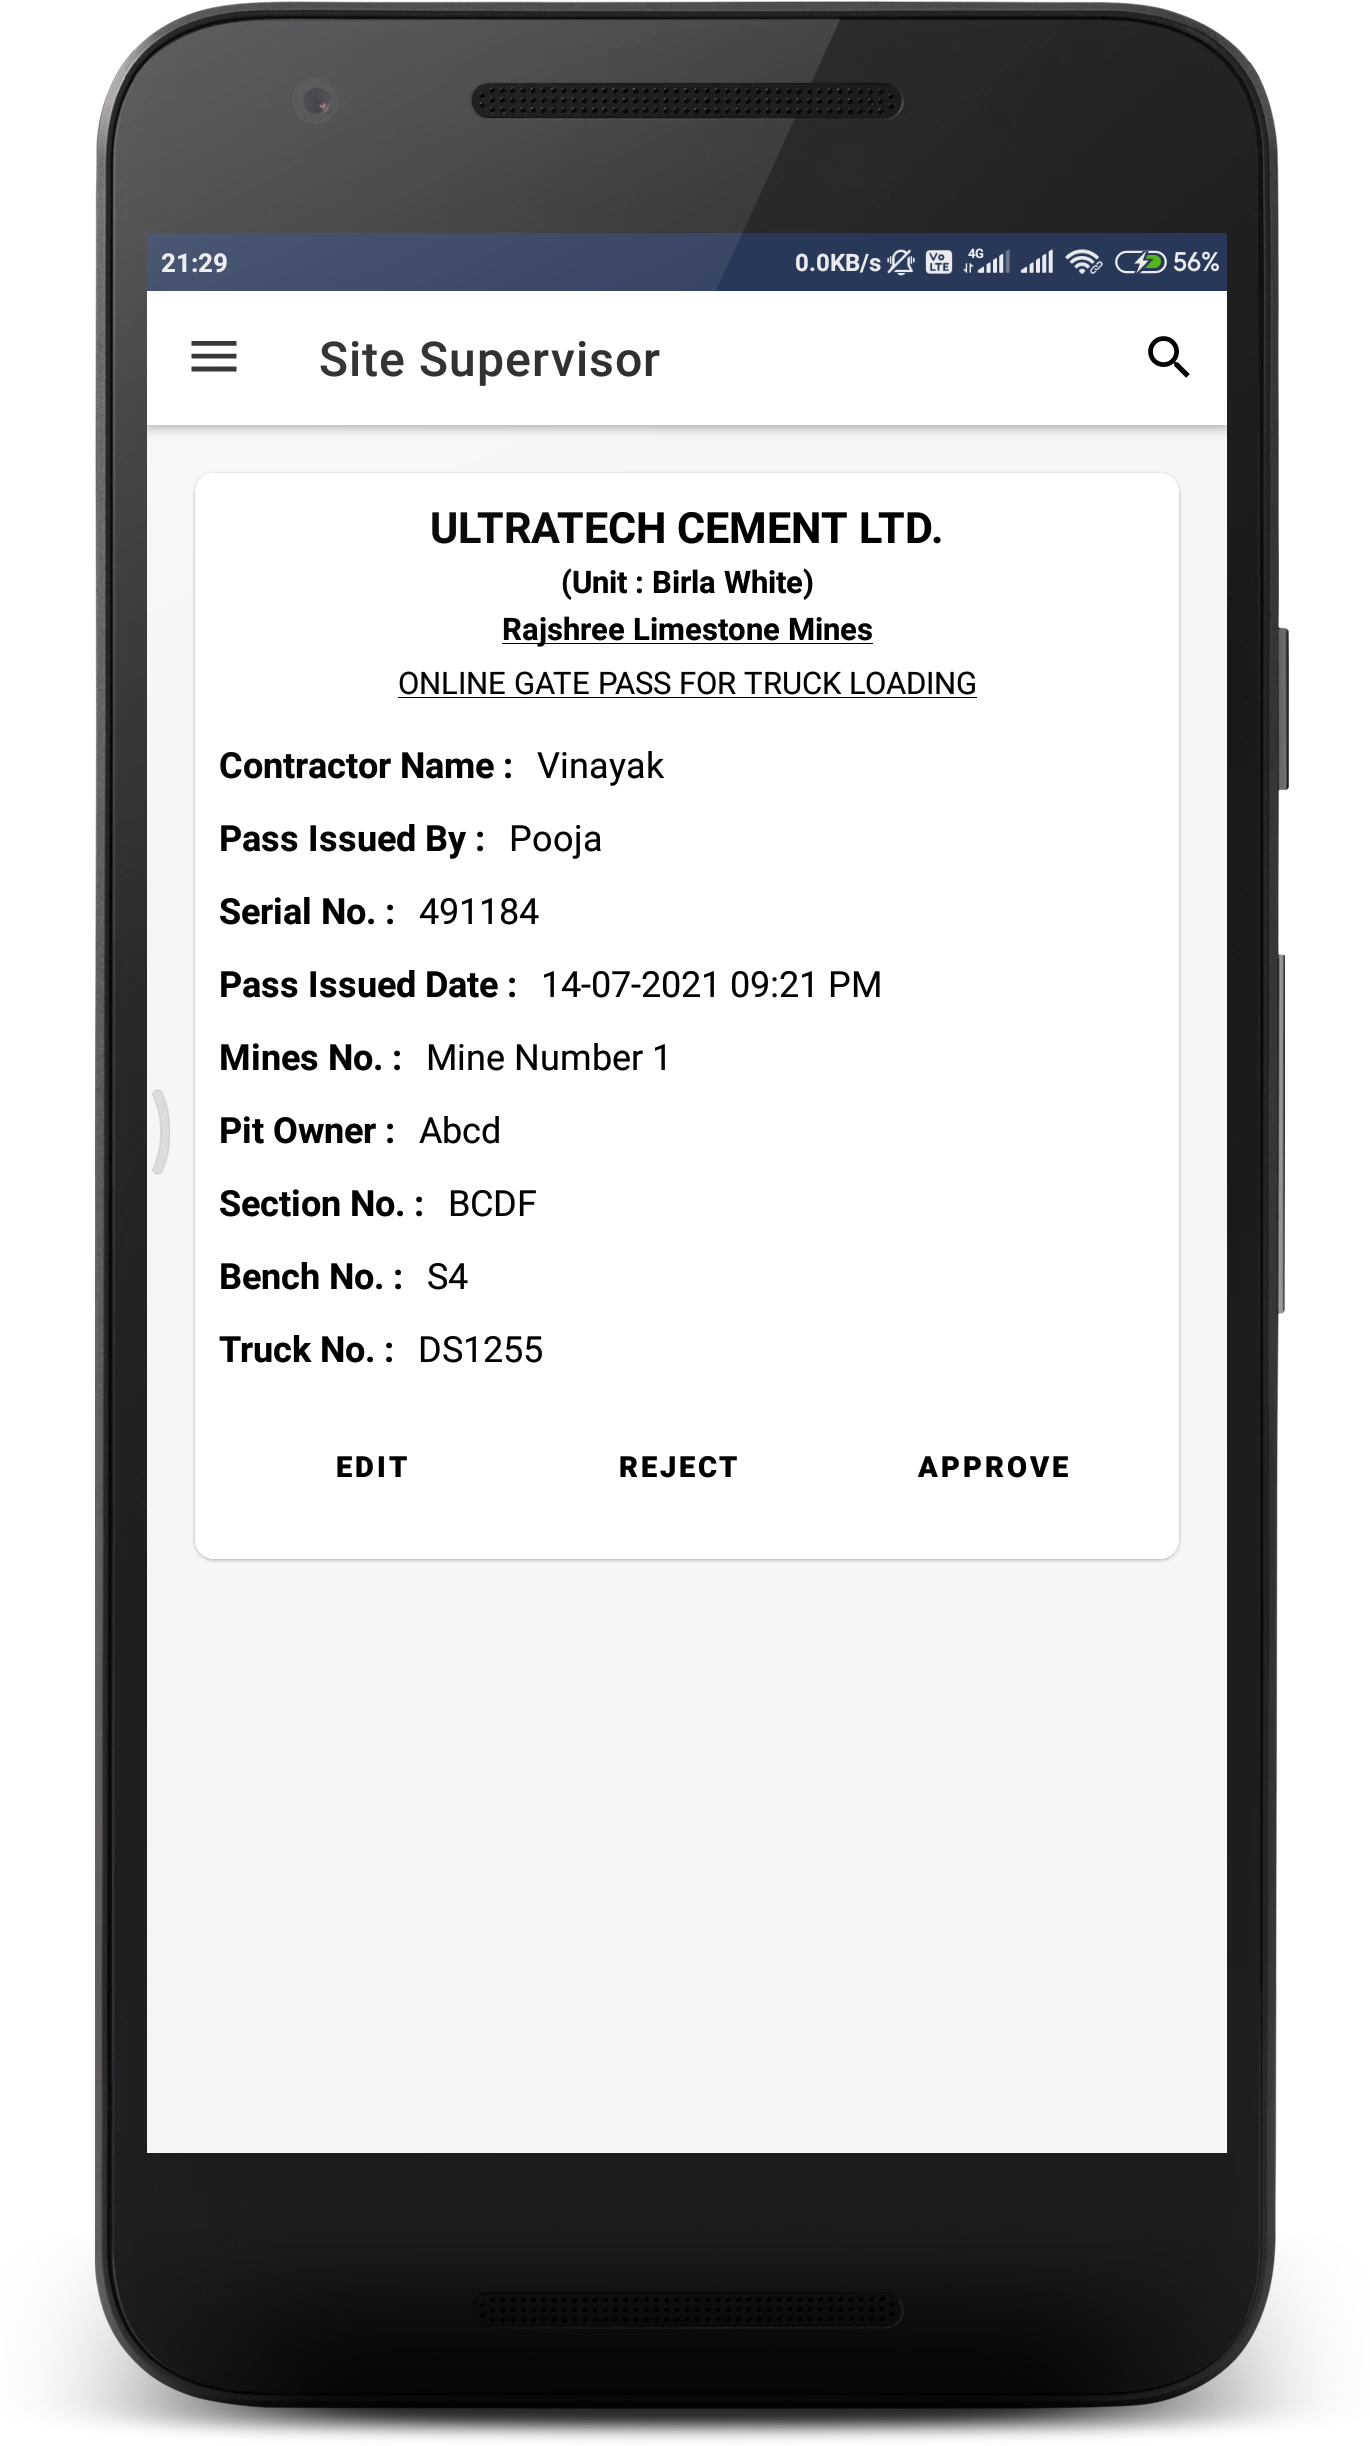 21:29 0.0KB/s Vo LTE 4G 56%
Site Supervisor
ULTRATECH CEMENT LTD.
(Unit : Birla White)
Rajshree Limestone Mines
ONLINE GATE PASS FOR TRUCK LOADING
Contractor Name : Vinayak
Pass Issued By : Pooja
Serial No. : 491184
Pass Issued Date : 14-07-2021 09:21 PM
Mines No. : Mine Number 1
Pit Owner : Abcd
Section No. : BCDF
Bench No. : S4
Truck No. : DS1255
EDIT REJECT APPROVE